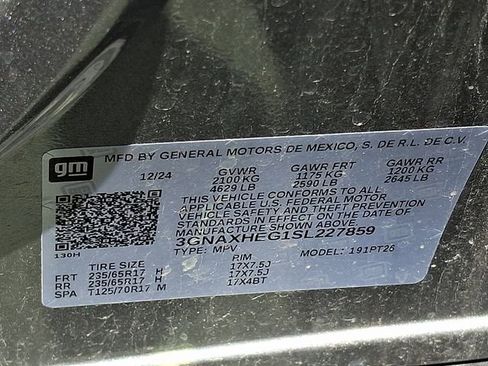 gm MFD BY GENERAL MOTORS DE MEXICO, S. DE R.L. DE C.V.
12/24 GVWR GAWR FRT GAWR RR
2100 KG 1175 KG 1200 KG
4629 LB 2590 LB 2645 LB
THIS VEHICLE CONFORMS TO ALL
APPLICABLE U.S. FEDERAL MOTOR
VEHICLE SAFETY AND THEFT PREVENTION
STANDARDS IN EFFECT ON THE DATE OF
MANUFACTURE SHOWN ABOVE.
3GNAXHEG1SL227859
130H TYPE: MPV MODEL: 191PT26
TIRE SIZE RIM
FRT 235/65R17 H 17X7.5J
RR 235/65R17 H 17X7.5J
SPA T125/70R17 M 17X4BT